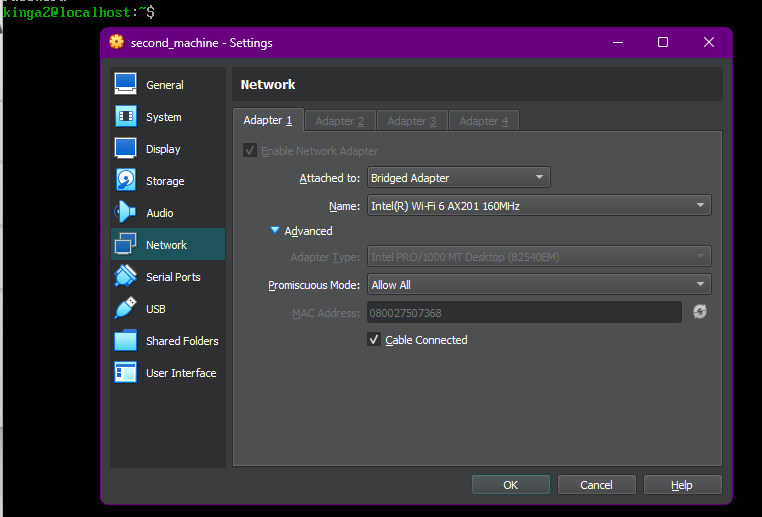 kinga2@localhost:~$
second_machine - Settings
General
System
Display
Storage
Audio
Network
Serial Ports
USB
Shared Folders
User Interface
Network
Adapter 1
Adapter 2
Adapter 3
Adapter 4
Enable Network Adapter
Attached to: Bridged Adapter
Name: Intel(R) Wi-Fi 6 AX201 160MHz
Advanced
Adapter Type: Intel PRO/1000 MT Desktop (82540EM)
Promiscuous Mode: Allow All
MAC Address: 080027507368
Cable Connected
OK
Cancel
Help